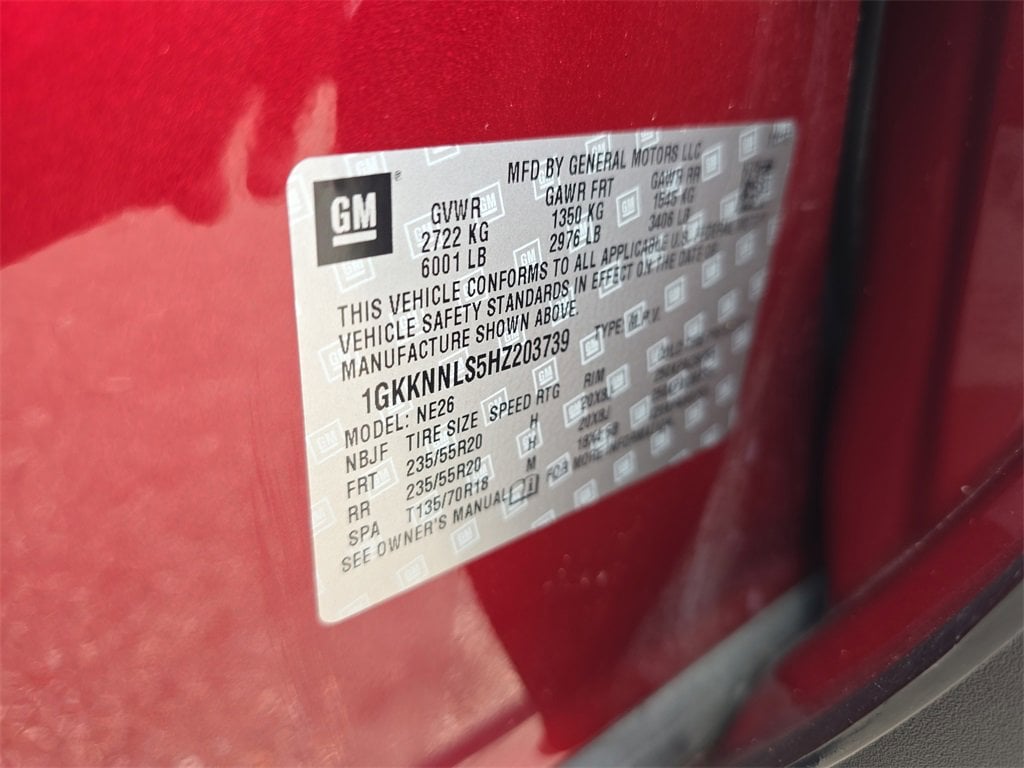 GM
MFD BY GENERAL MOTORS LLC
GVWR GAWR FRT GAWR RR
2722 KG 1350 KG 1545 KG
6001 LB 2976 LB 3406 LB
THIS VEHICLE CONFORMS TO ALL APPLICABLE U.S. FEDERAL
VEHICLE SAFETY STANDARDS IN EFFECT ON THE DATE OF
MANUFACTURE SHOWN ABOVE.
1GKKNNLS5HZ203739 TYPE: M.P.V.
MODEL: NE26
NBJF TIRE SIZE SPEED RTG RIM
FRT 235/55R20 H 20X8J
RR 235/55R20 H 20X8J
SPA T135/70R18 M
SEE OWNER'S MANUAL FOR MORE INFORMATION